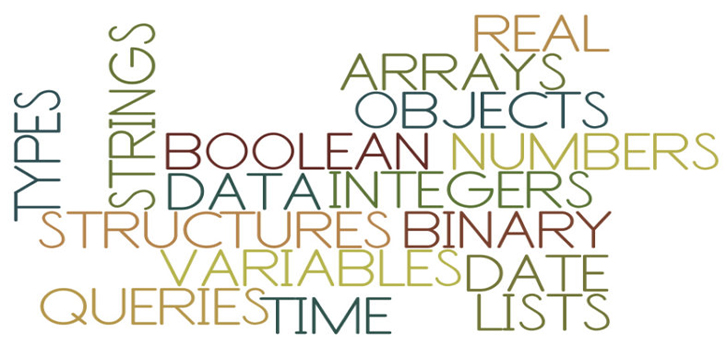 REAL
ARRAYS
OBJECTS
TYPES
STRINGS
BOOLEAN
NUMBERS
DATA
INTEGERS
STRUCTURES
BINARY
VARIABLES
DATE
QUERIES
TIME
LISTS